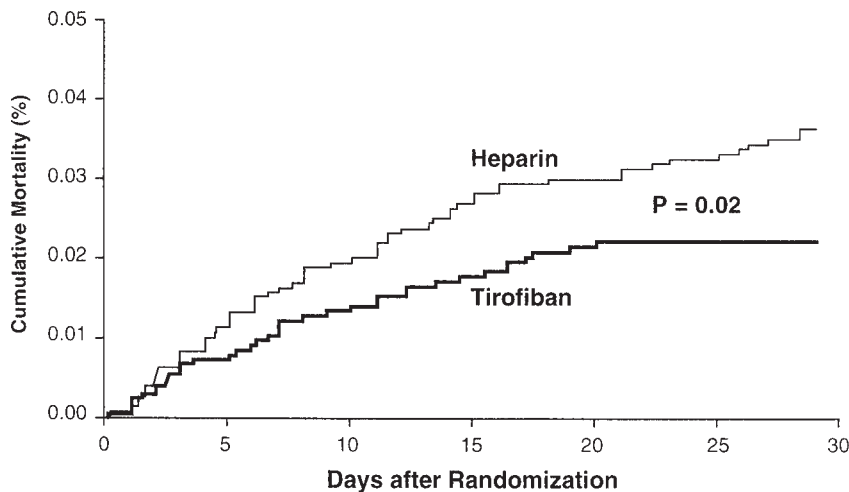 0.05
0.04
Heparin
0.03
P = 0.02
0.02
Tirofiban
0.01
0.00
0 5 10 15 20 25 30
Cumulative Mortality (%)
Days after Randomization